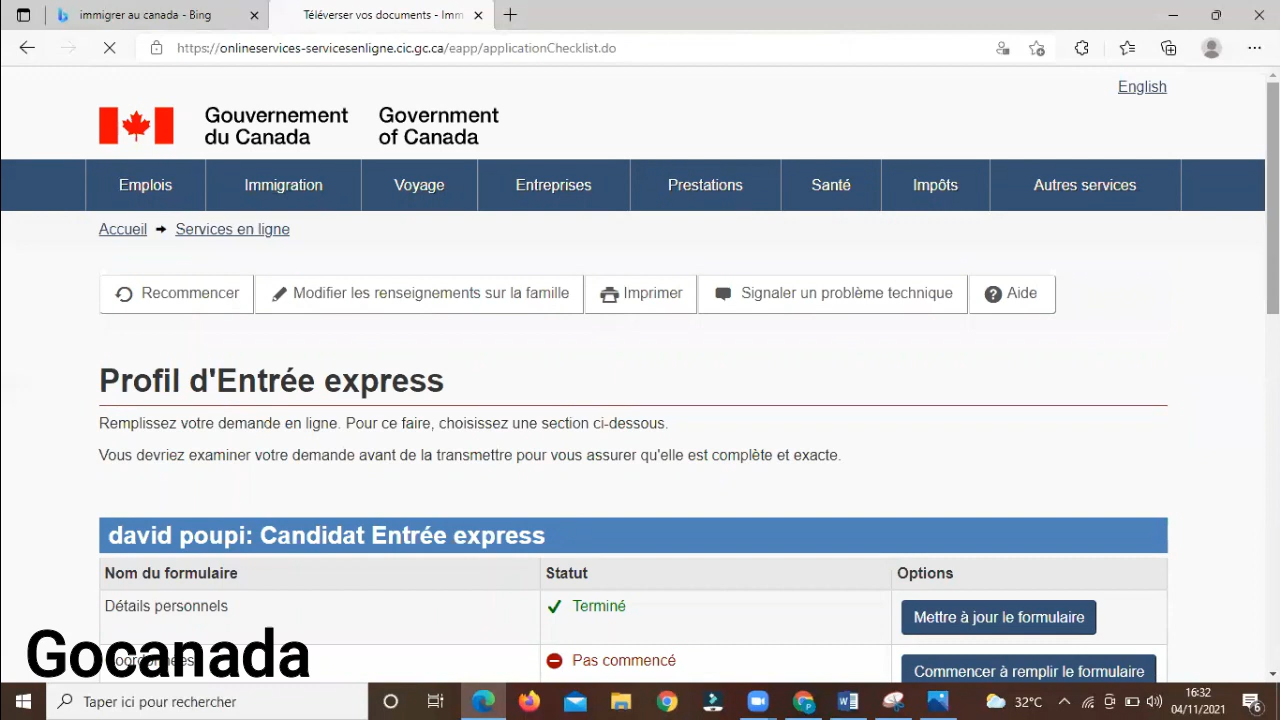 immigrer au canada - Bing
Téléverser vos documents - Imm
https://onlineservices-servicesenligne.cic.gc.ca/eapp/applicationChecklist.do
English
Gouvernement du Canada
Government of Canada
Emplois Immigration Voyage Entreprises Prestations Santé Impôts Autres services
Accueil Services en ligne
Recommencer Modifier les renseignements sur la famille Imprimer Signaler un problème technique Aide
Profil d'Entrée express
Remplissez votre demande en ligne. Pour ce faire, choisissez une section ci-dessous.
Vous devriez examiner votre demande avant de la transmettre pour vous assurer qu'elle est complète et exacte.
david poupi: Candidat Entrée express
Nom du formulaire Statut Options
Détails personnels Terminé Mettre à jour le formulaire
Coordonnées Pas commencé Commencer à remplir le formulaire
Gocanada
Taper ici pour rechercher
32°C
16:32
04/11/2021
6